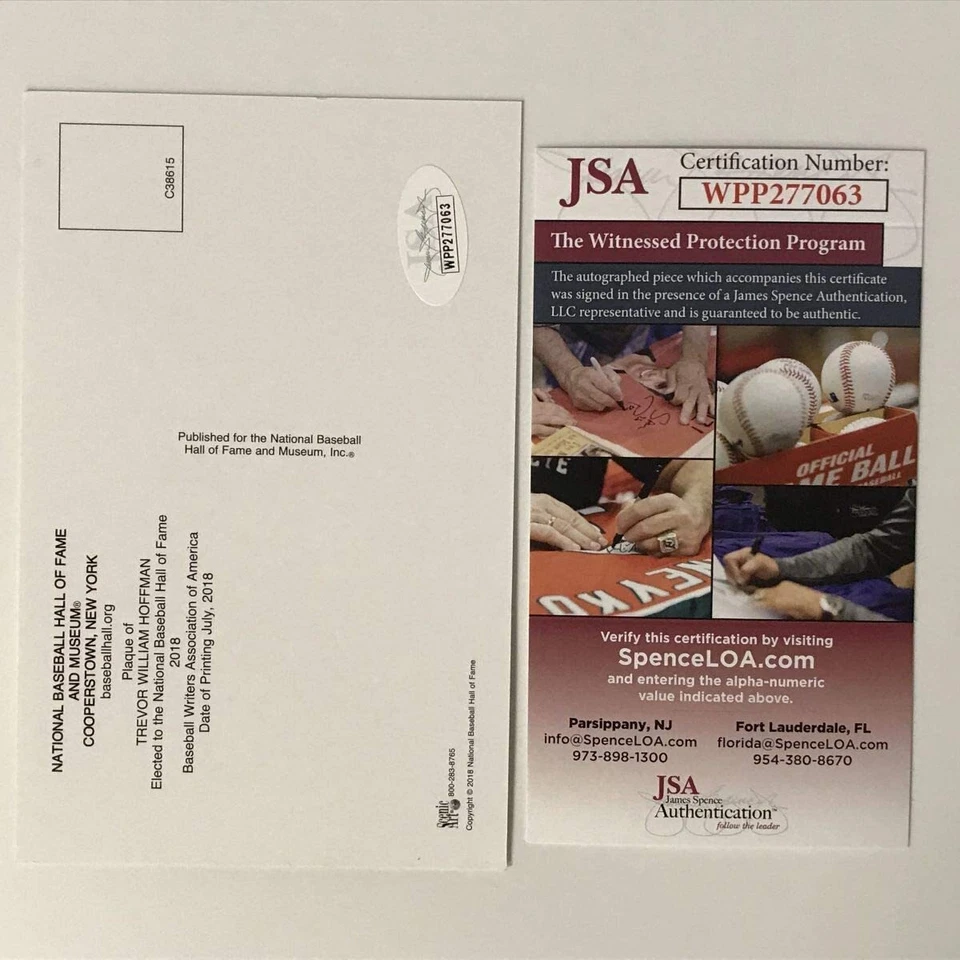 C38615
WPP277063
Published for the National Baseball
Hall of Fame and Museum, Inc.®
NATIONAL BASEBALL HALL OF FAME
AND MUSEUM®
COOPERSTOWN, NEW YORK
baseballhall.org
Plaque of
TREVOR WILLIAM HOFFMAN
Elected to the National Baseball Hall of Fame
2018
Baseball Writers Association of America
Date of Printing July, 2018
Scenic
Art 800-283-8765
Copyright © 2018 National Baseball Hall of Fame
JSA
Certification Number:
WPP277063
The Witnessed Protection Program
The autographed piece which accompanies this certificate
was signed in the presence of a James Spence Authentication,
LLC representative and is guaranteed to be authentic.
OFFICIAL
ME BALL
BASEBALL
Verify this certification by visiting
SpenceLOA.com
and entering the alpha-numeric
value indicated above.
Parsippany, NJ
info@SpenceLOA.com
973-898-1300
Fort Lauderdale, FL
florida@SpenceLOA.com
954-380-8670
JSA
James Spence
Authentication™
follow the leader